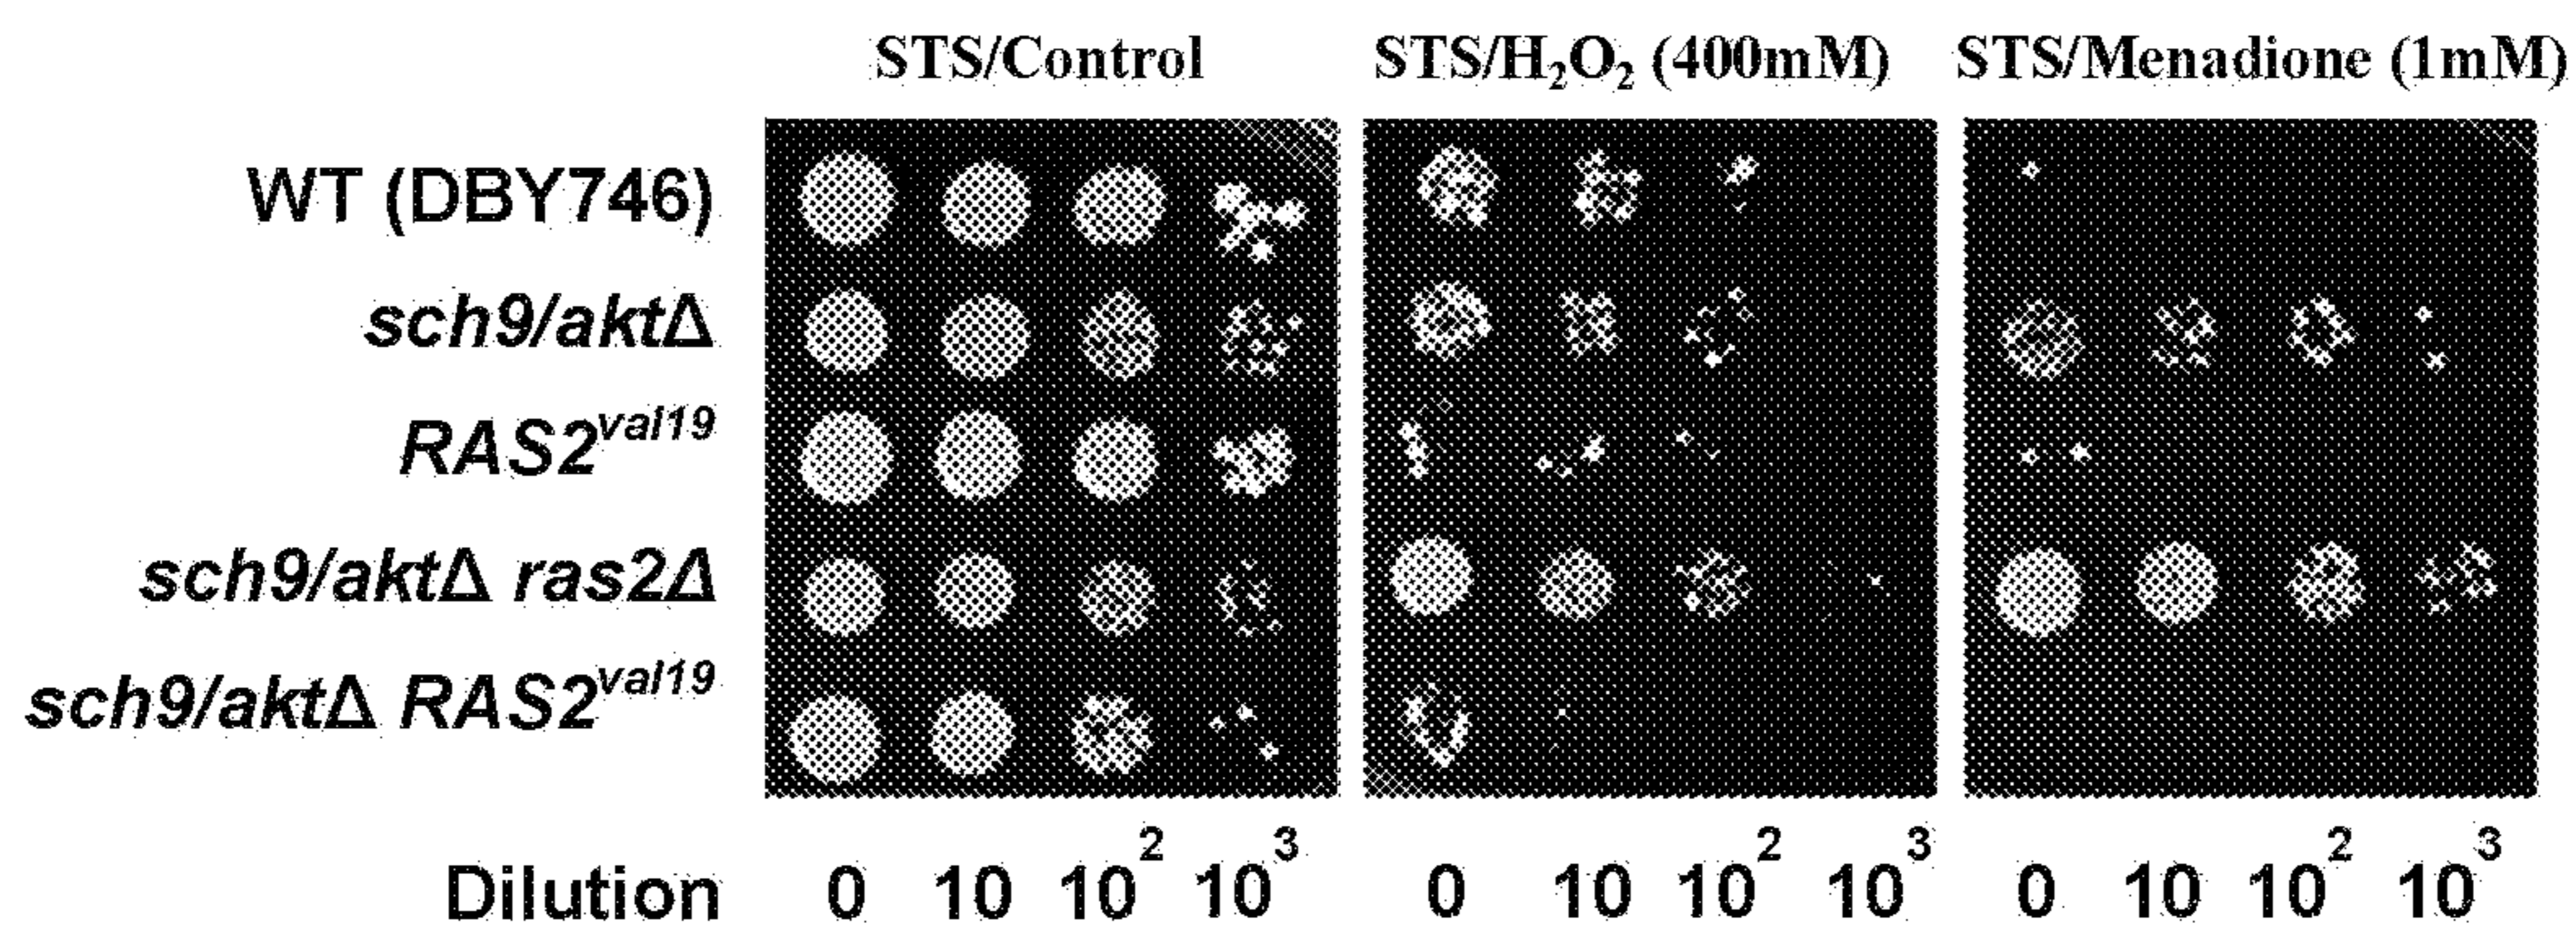 STS/Control STS/H₂O₂ (400mM) STS/Menadione (1mM)
WT (DBY746)
sch9/aktΔ
RAS2ᵛᵃˡ¹⁹
sch9/aktΔ ras2Δ
sch9/aktΔ RAS2ᵛᵃˡ¹⁹
Dilution 0 10 10² 10³ 0 10 10² 10³ 0 10 10² 10³